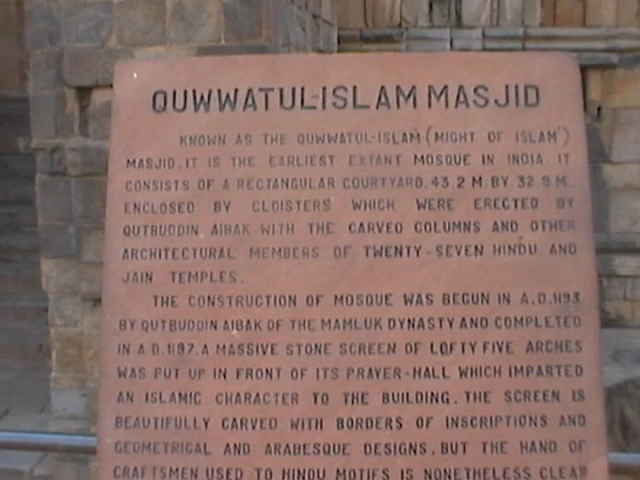 QUWWATUL-ISLAM MASJID
KNOWN AS THE QUWWATUL-ISLAM (MIGHT OF ISLAM')
MASJID. IT IS THE EARLIEST EXTANT MOSQUE IN INDIA. IT
CONSISTS OF A RECTANGULAR COURTYARD, 43.2 M. BY 32.9 M.
ENCLOSED BY CLOISTERS WHICH WERE ERECTED BY
QUTBUDDIN AIBAK WITH THE CARVED COLUMNS AND OTHER
ARCHITECTURAL MEMBERS OF TWENTY-SEVEN HINDU AND
JAIN TEMPLES.
THE CONSTRUCTION OF MOSQUE WAS BEGUN IN A.D. 1193
BY QUTBUDDIN AIBAK OF THE MAMLUK DYNASTY AND COMPLETED
IN A.D. 1197. A MASSIVE STONE SCREEN OF LOFTY FIVE ARCHES
WAS PUT UP IN FRONT OF ITS PRAYER-HALL WHICH IMPARTED
AN ISLAMIC CHARACTER TO THE BUILDING. THE SCREEN IS
BEAUTIFULLY CARVED WITH BORDERS OF INSCRIPTIONS AND
GEOMETRICAL AND ARABESQUE DESIGNS, BUT THE HAND OF
CRAFTSMEN USED TO HINDU MOTIFS IS NONETHELESS CLEAR